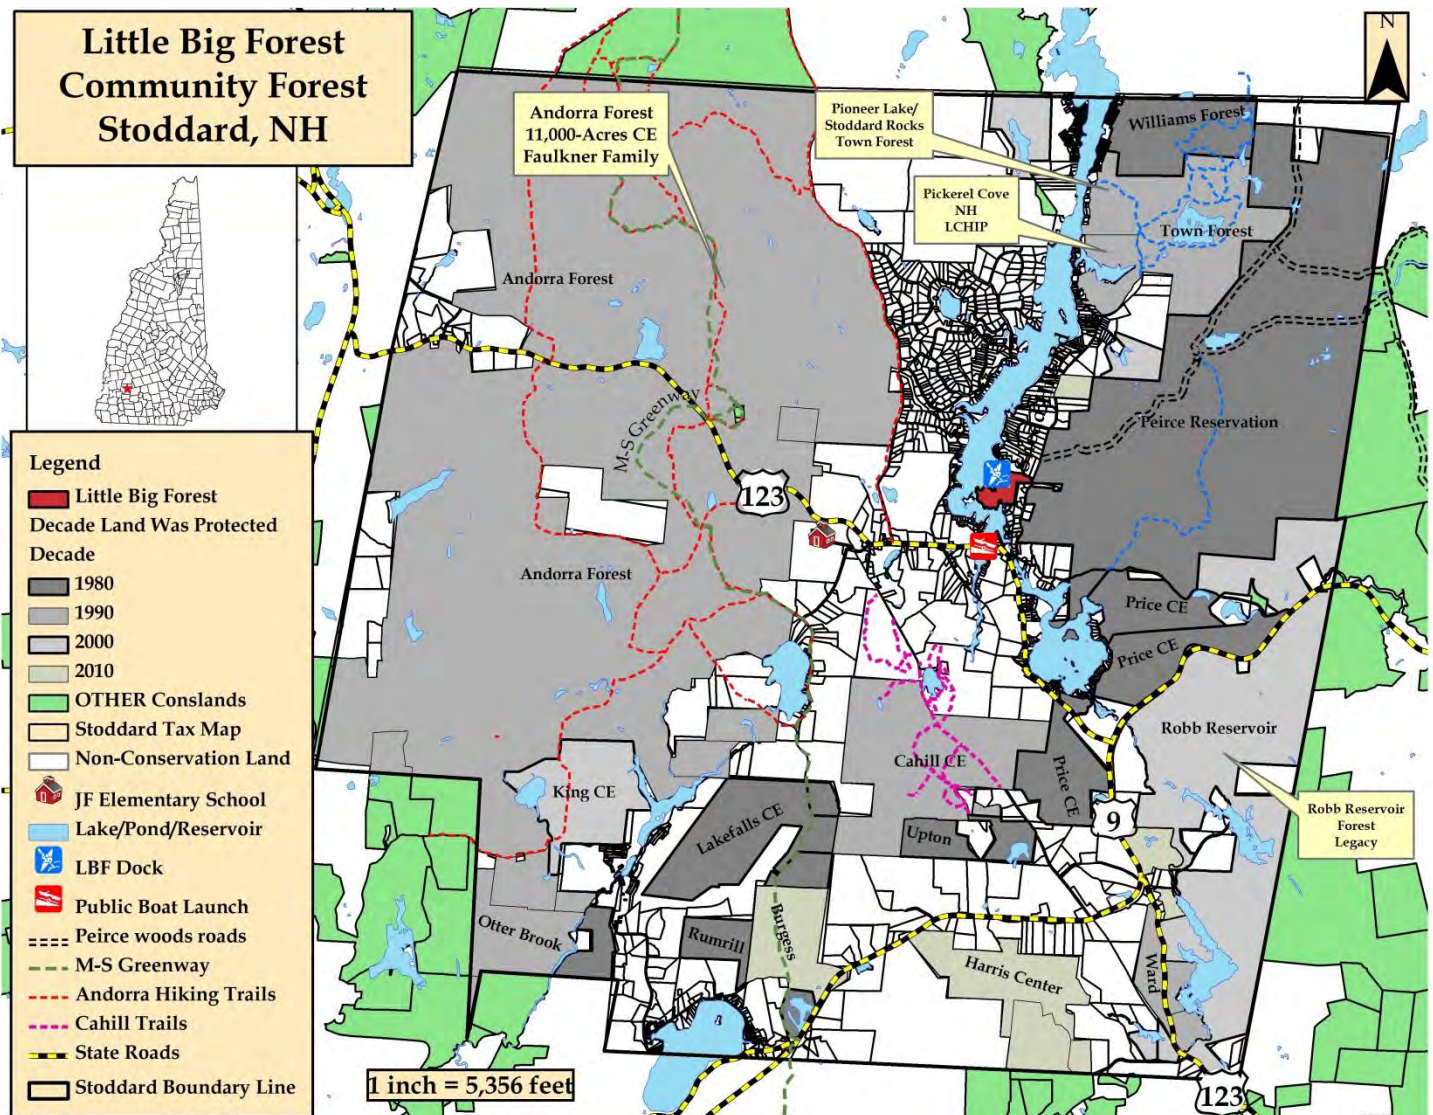 Little Big Forest
Community Forest
Stoddard, NH
N
Andorra Forest
11,000-Acres CE
Faulkner Family
Pioneer Lake/
Stoddard Rocks
Town Forest
Williams Forest
Pickerel Cove
NH
LCHIP
Town Forest
Andorra Forest
M-S Greenway
Peirce Reservation
123
Andorra Forest
Price CE
Price CE
Robb Reservoir
Cahill CE
Price CE
King CE
Lakefalls CE
Upton
9
Robb Reservoir
Forest
Legacy
Otter Brook
Rumrill
Burgess
Harris Center
Ward
123
1 inch = 5,356 feet
Legend
Little Big Forest
Decade Land Was Protected
Decade
1980
1990
2000
2010
OTHER Conslands
Stoddard Tax Map
Non-Conservation Land
JF Elementary School
Lake/Pond/Reservoir
LBF Dock
Public Boat Launch
Peirce woods roads
M-S Greenway
Andorra Hiking Trails
Cahill Trails
State Roads
Stoddard Boundary Line